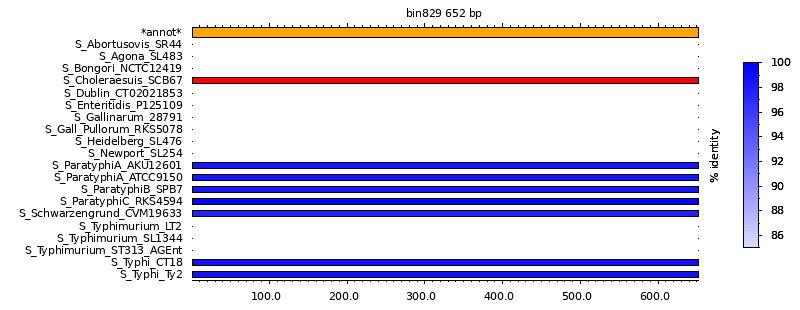 bin829 652 bp
*annot*
S_Abortusovis_SR44
S_Agona_SL483
S_Bongori_NCTC12419
S_Choleraesuis_SCB67
S_Dublin_CT02021853
S_Enteritidis_P125109
S_Gallinarum_28791
S_Gall_Pullorum_RKS5078
S_Heidelberg_SL476
S_Newport_SL254
S_ParatyphiA_AKU12601
S_ParatyphiA_ATCC9150
S_ParatyphiB_SPB7
S_ParatyphiC_RKS4594
S_Schwarzengrund_CVM19633
S_Typhimurium_LT2
S_Typhimurium_SL1344
S_Typhimurium_ST313_AGEnt
S_Typhi_CT18
S_Typhi_Ty2
100.0 200.0 300.0 400.0 500.0 600.0
% identity
100
98
96
94
92
90
88
86